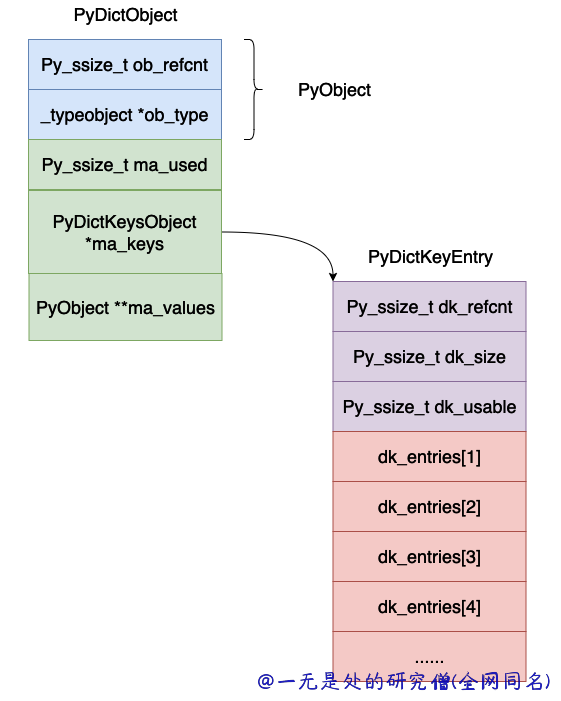 PyDictObject
Py_ssize_t ob_refcnt
_typeobject *ob_type
PyObject
Py_ssize_t ma_used
PyDictKeysObject
*ma_keys
PyObject **ma_values
PyDictKeyEntry
Py_ssize_t dk_refcnt
Py_ssize_t dk_size
Py_ssize_t dk_usable
dk_entries[1]
dk_entries[2]
dk_entries[3]
dk_entries[4]
......
@一无是处的研究僧(全网同名)